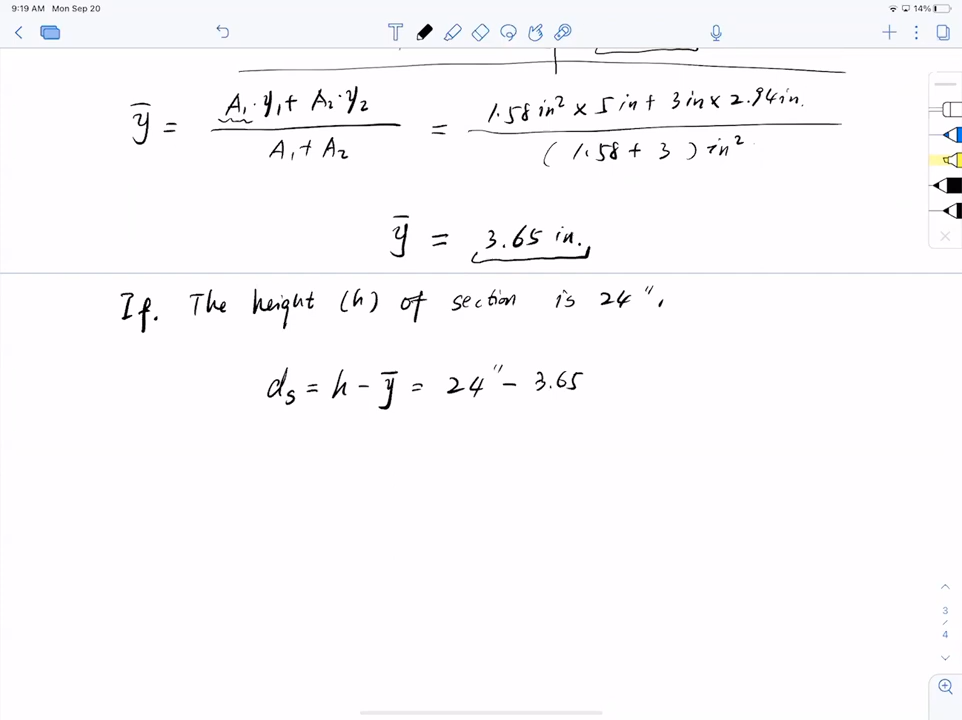 9:19 AM Mon Sep 20
14%
T
ȳ = (A₁·y₁ + A₂·y₂) / (A₁ + A₂) = (1.58 in² × 5 in + 3 in × 2.94 in.) / (1.58 + 3) in²
ȳ = 3.65 in.
If. The height (h) of section is 24".
dₛ = h - ȳ = 24" - 3.65
3
/
4